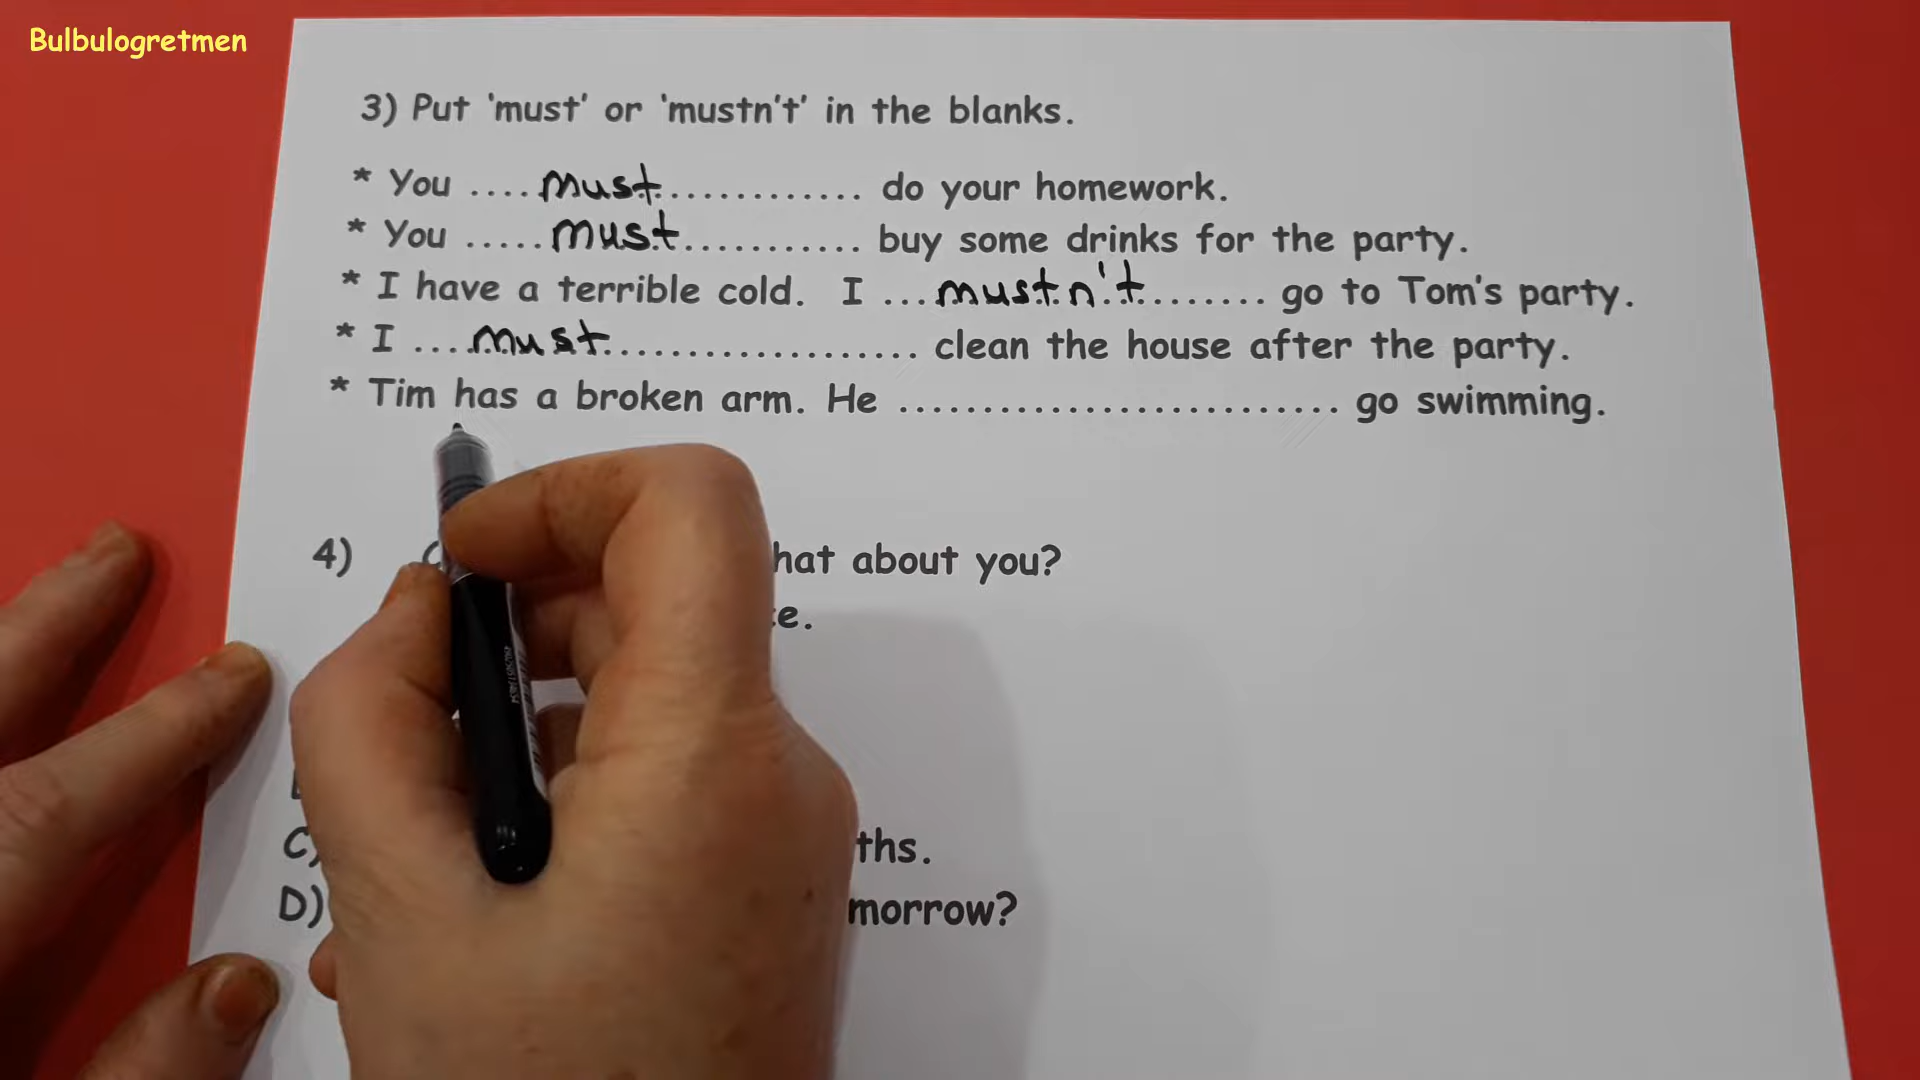 Bulbulogretmen
3) Put 'must' or 'mustn't' in the blanks.
* You ....must............ do your homework.
* You .....must........... buy some drinks for the party.
* I have a terrible cold. I ...mustn't........ go to Tom's party.
* I ....must.................... clean the house after the party.
* Tim has a broken arm. He ........................... go swimming.
4) hat about you?
e.
C) ths.
D) morrow?